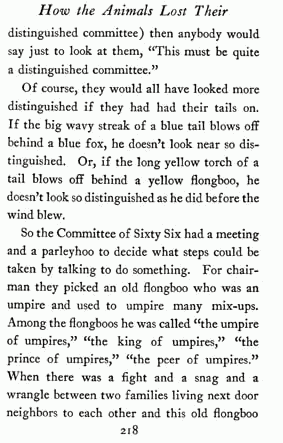 How the Animals Lost Their
distinguished committee) then anybody would
say just to look at them, “This must be quite
a distinguished committee.”
Of course, they would all have looked more
distinguished if they had had their tails on.
If the big wavy streak of a blue tail blows off
behind a blue fox, he doesn’t look near so dis-
tinguished. Or, if the long yellow torch of a
tail blows off behind a yellow flongboo, he
doesn’t look so distinguished as he did before the
wind blew.
So the Committee of Sixty Six had a meeting
and a parleyhoo to decide what steps could be
taken by talking to do something. For chair-
man they picked an old flongboo who was an
umpire and used to umpire many mix-ups.
Among the flongboos he was called “the umpire
of umpires,” “the king of umpires,” “the
prince of umpires,” “the peer of umpires.”
When there was a fight and a snag and a
wrangle between two families living next door
neighbors to each other and this old flongboo
218